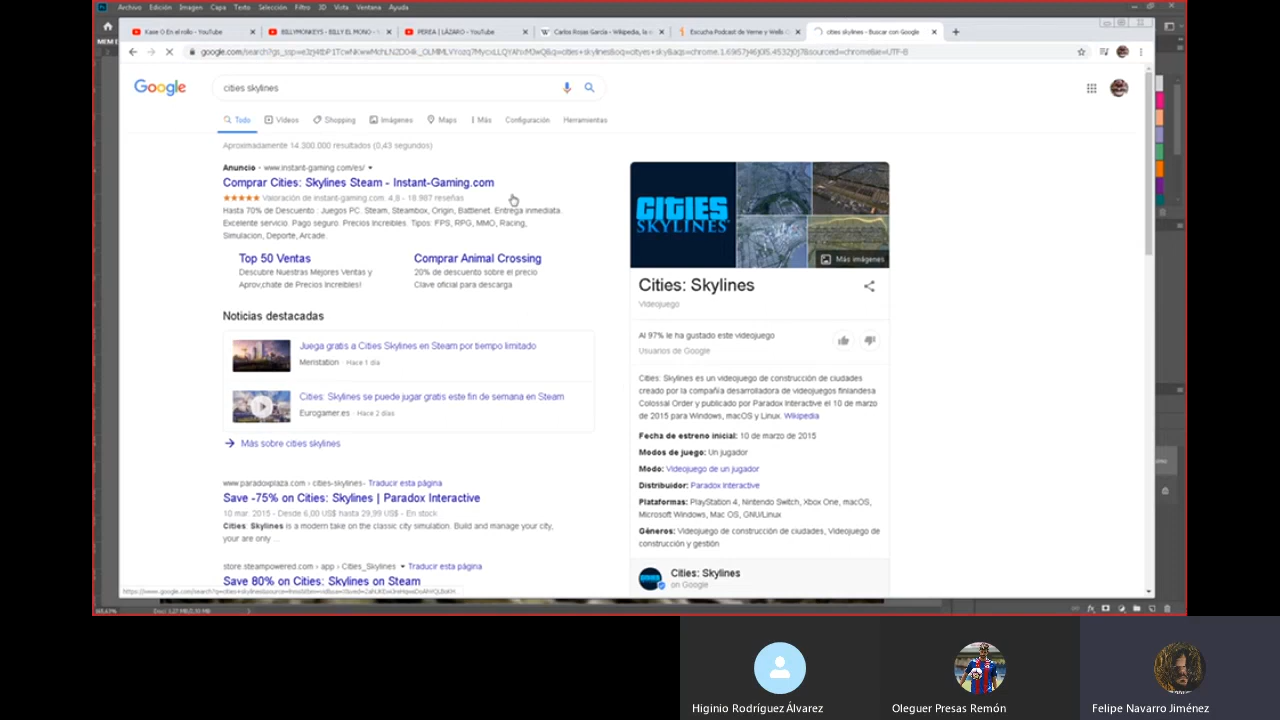 Archivo Edición Imagen Capa Texto Selección Filtro 3D Vista Ventana Ayuda
Kase O En el rollo - YouTube
BILLYMONKEYS - BILLY EL MONO -
PEREA | LÁZARO - YouTube
Carlos Rojas García - Wikipedia, la
Escucha Podcast de Verne y Wells
cities skylines - Buscar con Google
Google
cities skylines
Todo Vídeos Shopping Imágenes Maps Más Configuración Herramientas
Aproximadamente 14.300.000 resultados (0,43 segundos)
Anuncio · www.instant-gaming.com/es/
Comprar Cities: Skylines Steam - Instant-Gaming.com
Valoración de instant-gaming.com: 4,8 - 18.987 reseñas
Hasta 70% de Descuento : Juegos PC. Steam, Steambox, Origin, Battlenet. Entrega inmediata.
Excelente servicio. Pago seguro. Precios Increibles. Tipos: FPS, RPG, MMO, Racing,
Simulacion, Deporte, Arcade.
Top 50 Ventas
Descubre Nuestras Mejores Ventas y
Aprov,chate de Precios Increibles!
Comprar Animal Crossing
20% de descuento sobre el precio
Clave oficial para descarga
Noticias destacadas
Juega gratis a Cities Skylines en Steam por tiempo limitado
Meristation · Hace 1 día
Cities: Skylines se puede jugar gratis este fin de semana en Steam
Eurogamer.es · Hace 2 días
Más sobre cities skylines
www.paradoxplaza.com › cities-skylines- Traducir esta página
Save -75% on Cities: Skylines | Paradox Interactive
10 mar. 2015 - Desde 6,00 US$ hasta 29,99 US$ - En stock
Cities: Skylines is a modern take on the classic city simulation. Build and manage your city,
your are only ...
store.steampowered.com › app › Cities_Skylines Traducir esta página
Save 80% on Cities: Skylines on Steam
CITIES
SKYLINES
Más imágenes
Cities: Skylines
Videojuego
Al 97% le ha gustado este videojuego
Usuarios de Google
Cities: Skylines es un videojuego de construcción de ciudades
creado por la compañía desarrolladora de videojuegos finlandesa
Colossal Order y publicado por Paradox Interactive el 10 de marzo
de 2015 para Windows, macOS y Linux. Wikipedia
Fecha de estreno inicial: 10 de marzo de 2015
Modos de juego: Un jugador
Modo: Videojuego de un jugador
Distribuidor: Paradox Interactive
Plataformas: PlayStation 4, Nintendo Switch, Xbox One, macOS,
Microsoft Windows, Mac OS, GNU/Linux
Géneros: Videojuego de construcción de ciudades, Videojuego de
construcción y gestión
Cities: Skylines
on Google
Higinio Rodríguez Álvarez
Oleguer Presas Remón
Felipe Navarro Jiménez